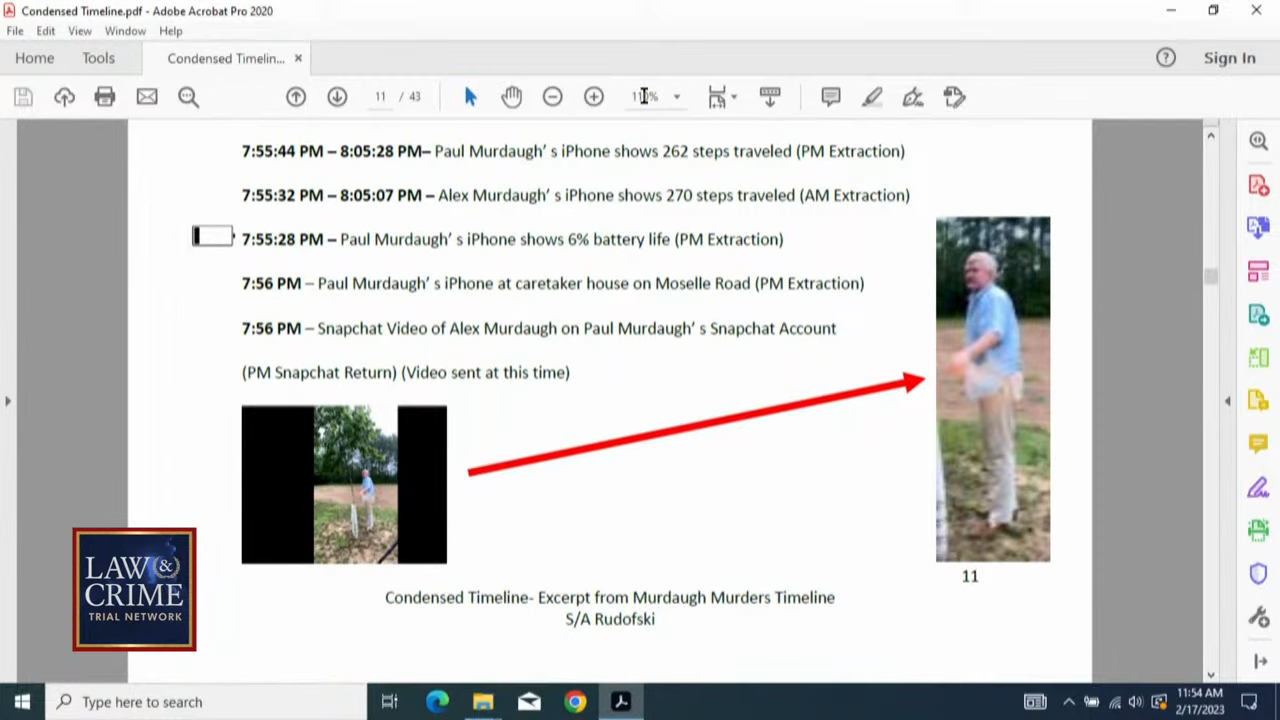 Condensed Timeline.pdf - Adobe Acrobat Pro 2020
File Edit View Window Help
Home Tools Condensed Timelin... ×
Sign In
11 / 43
7:55:44 PM – 8:05:28 PM– Paul Murdaugh' s iPhone shows 262 steps traveled (PM Extraction)
7:55:32 PM – 8:05:07 PM – Alex Murdaugh' s iPhone shows 270 steps traveled (AM Extraction)
7:55:28 PM – Paul Murdaugh' s iPhone shows 6% battery life (PM Extraction)
7:56 PM – Paul Murdaugh' s iPhone at caretaker house on Moselle Road (PM Extraction)
7:56 PM – Snapchat Video of Alex Murdaugh on Paul Murdaugh' s Snapchat Account
(PM Snapchat Return) (Video sent at this time)
11
Condensed Timeline- Excerpt from Murdaugh Murders Timeline
S/A Rudofski
LAW &
CRIME
TRIAL NETWORK
Type here to search
11:54 AM
2/17/2023